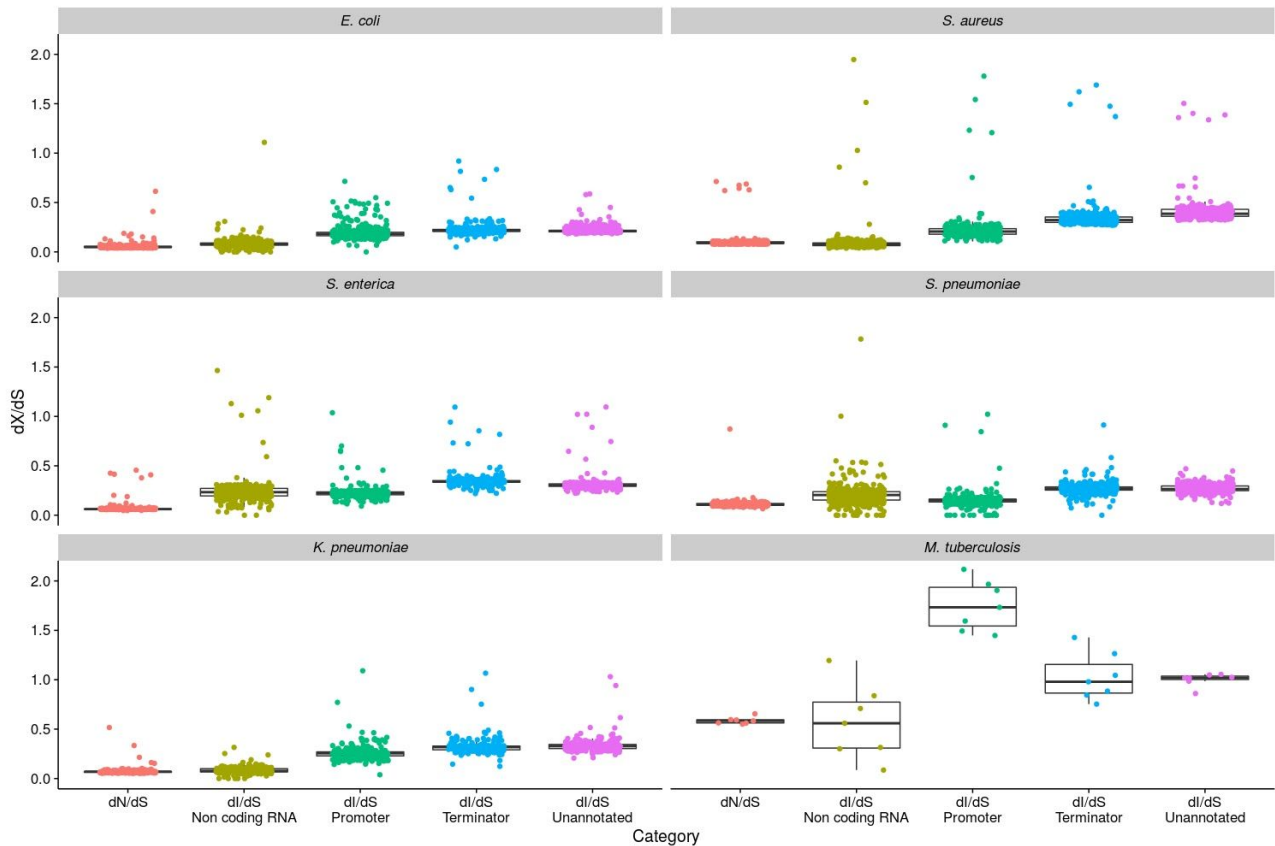 E. coli
S. aureus
2.0
1.5
1.0
0.5
0.0
S. enterica
S. pneumoniae
dX/dS
2.0
1.5
1.0
0.5
0.0
K. pneumoniae
M. tuberculosis
2.0
1.5
1.0
0.5
0.0
dN/dS
dI/dS
Non coding RNA
dI/dS
Promoter
dI/dS
Terminator
dI/dS
Unannotated
dN/dS
dI/dS
Non coding RNA
dI/dS
Promoter
dI/dS
Terminator
dI/dS
Unannotated
Category